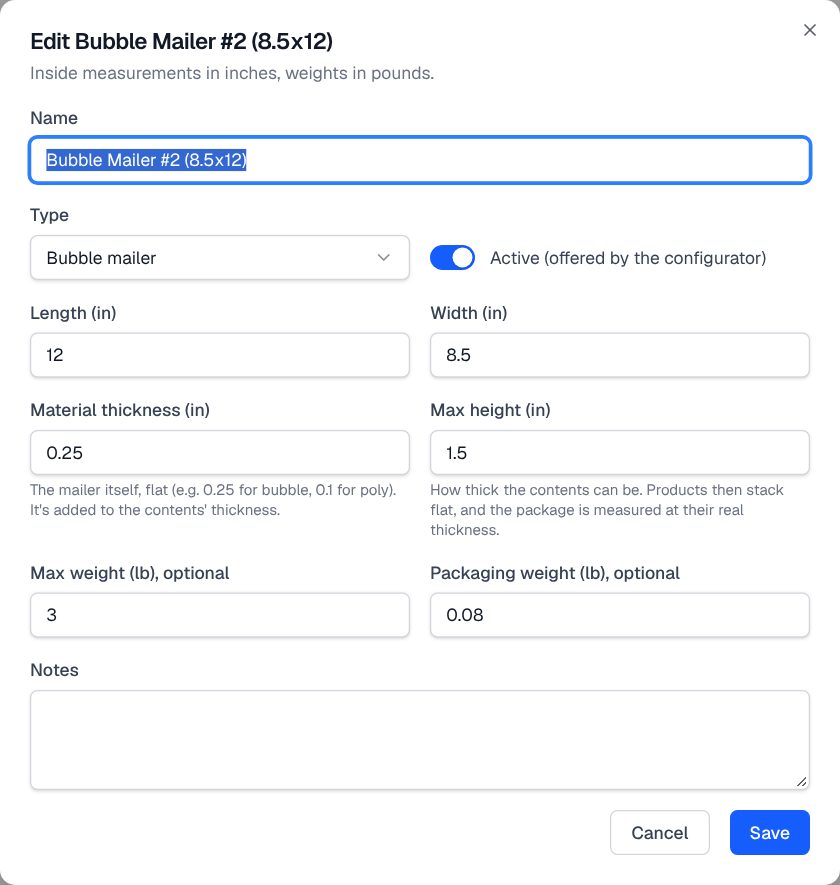 Edit Bubble Mailer #2 (8.5x12)
Inside measurements in inches, weights in pounds.
Name
Bubble Mailer #2 (8.5x12)
Type
Bubble mailer
Active (offered by the configurator)
Length (in)
Width (in)
12
8.5
Material thickness (in)
Max height (in)
0.25
1.5
The mailer itself, flat (e.g. 0.25 for bubble, 0.1 for poly).
It's added to the contents' thickness.
How thick the contents can be. Products then stack
flat, and the package is measured at their real
thickness.
Max weight (lb), optional
Packaging weight (lb), optional
3
0.08
Notes
Cancel
Save